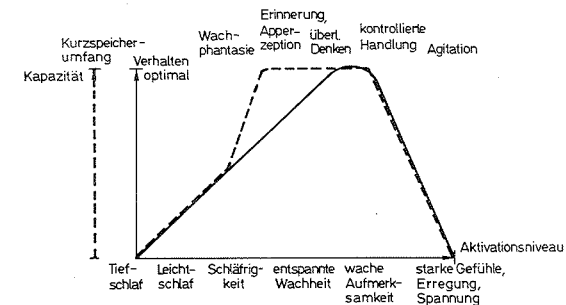 Kurzspeicher-
umfang
Kapazität
Verhalten
optimal
Wach-
phantasie
Erinnerung,
Apper-
zeption
überl.
Denken
kontrollierte
Handlung
Agitation
Aktivationsniveau
Tief-
schlaf
Leicht-
schlaf
Schläfrig-
keit
entspannte
Wachheit
wache
Aufmerk-
samkeit
starke Gefühle,
Erregung,
Spannung